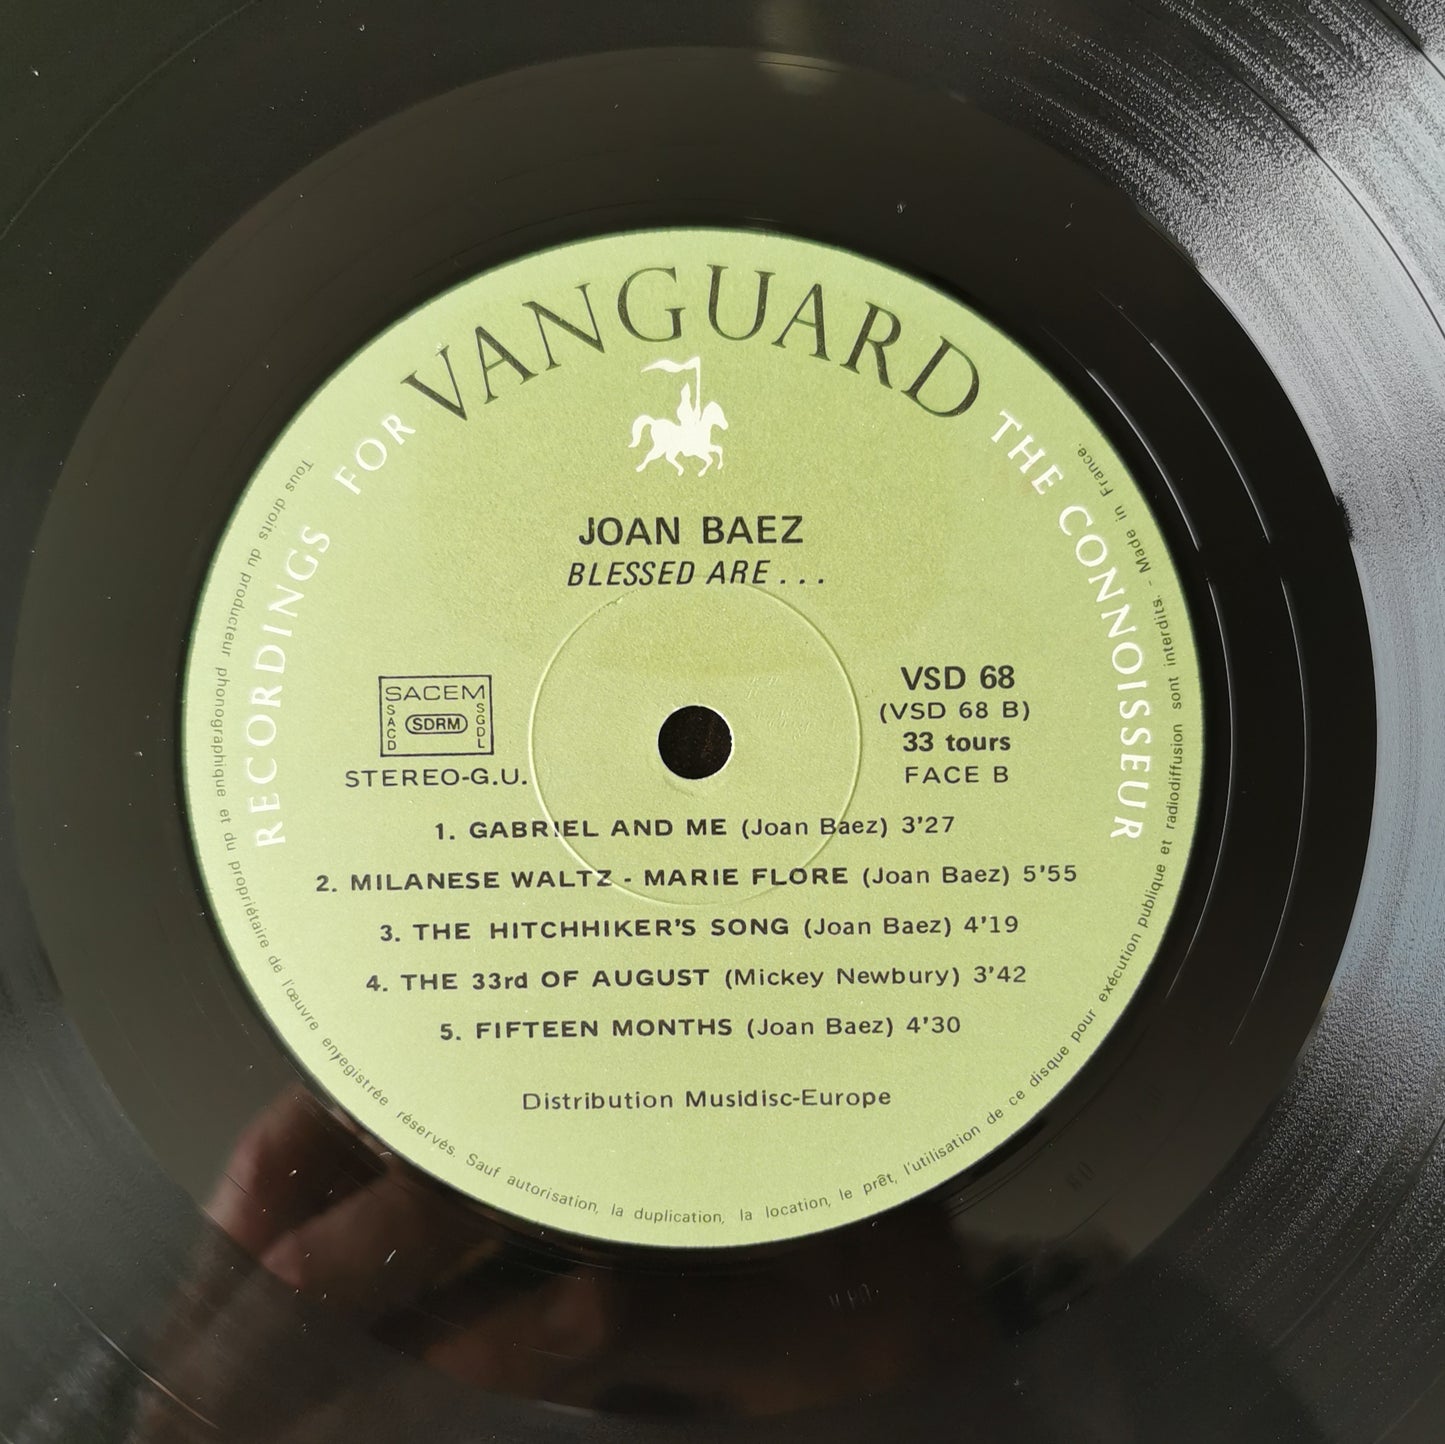 RECORDINGS FOR VANGUARD THE CONNOISSEUR
JOAN BAEZ
BLESSED ARE...
SACEM
SACD
SDRM
SGDL
STEREO-G.U.
VSD 68
(VSD 68 B)
33 tours
FACE B
1. GABRIEL AND ME (Joan Baez) 3'27
2. MILANESE WALTZ - MARIE FLORE (Joan Baez) 5'55
3. THE HITCHHIKER'S SONG (Joan Baez) 4'19
4. THE 33rd OF AUGUST (Mickey Newbury) 3'42
5. FIFTEEN MONTHS (Joan Baez) 4'30
Distribution Musidisc-Europe
Tous droits du producteur phonographique et du propriétaire de l'œuvre enregistrée réservés. Sauf autorisation, la duplication, la location, le prêt, l'utilisation de ce disque pour exécution publique et radiodiffusion sont interdits. - Made in France.